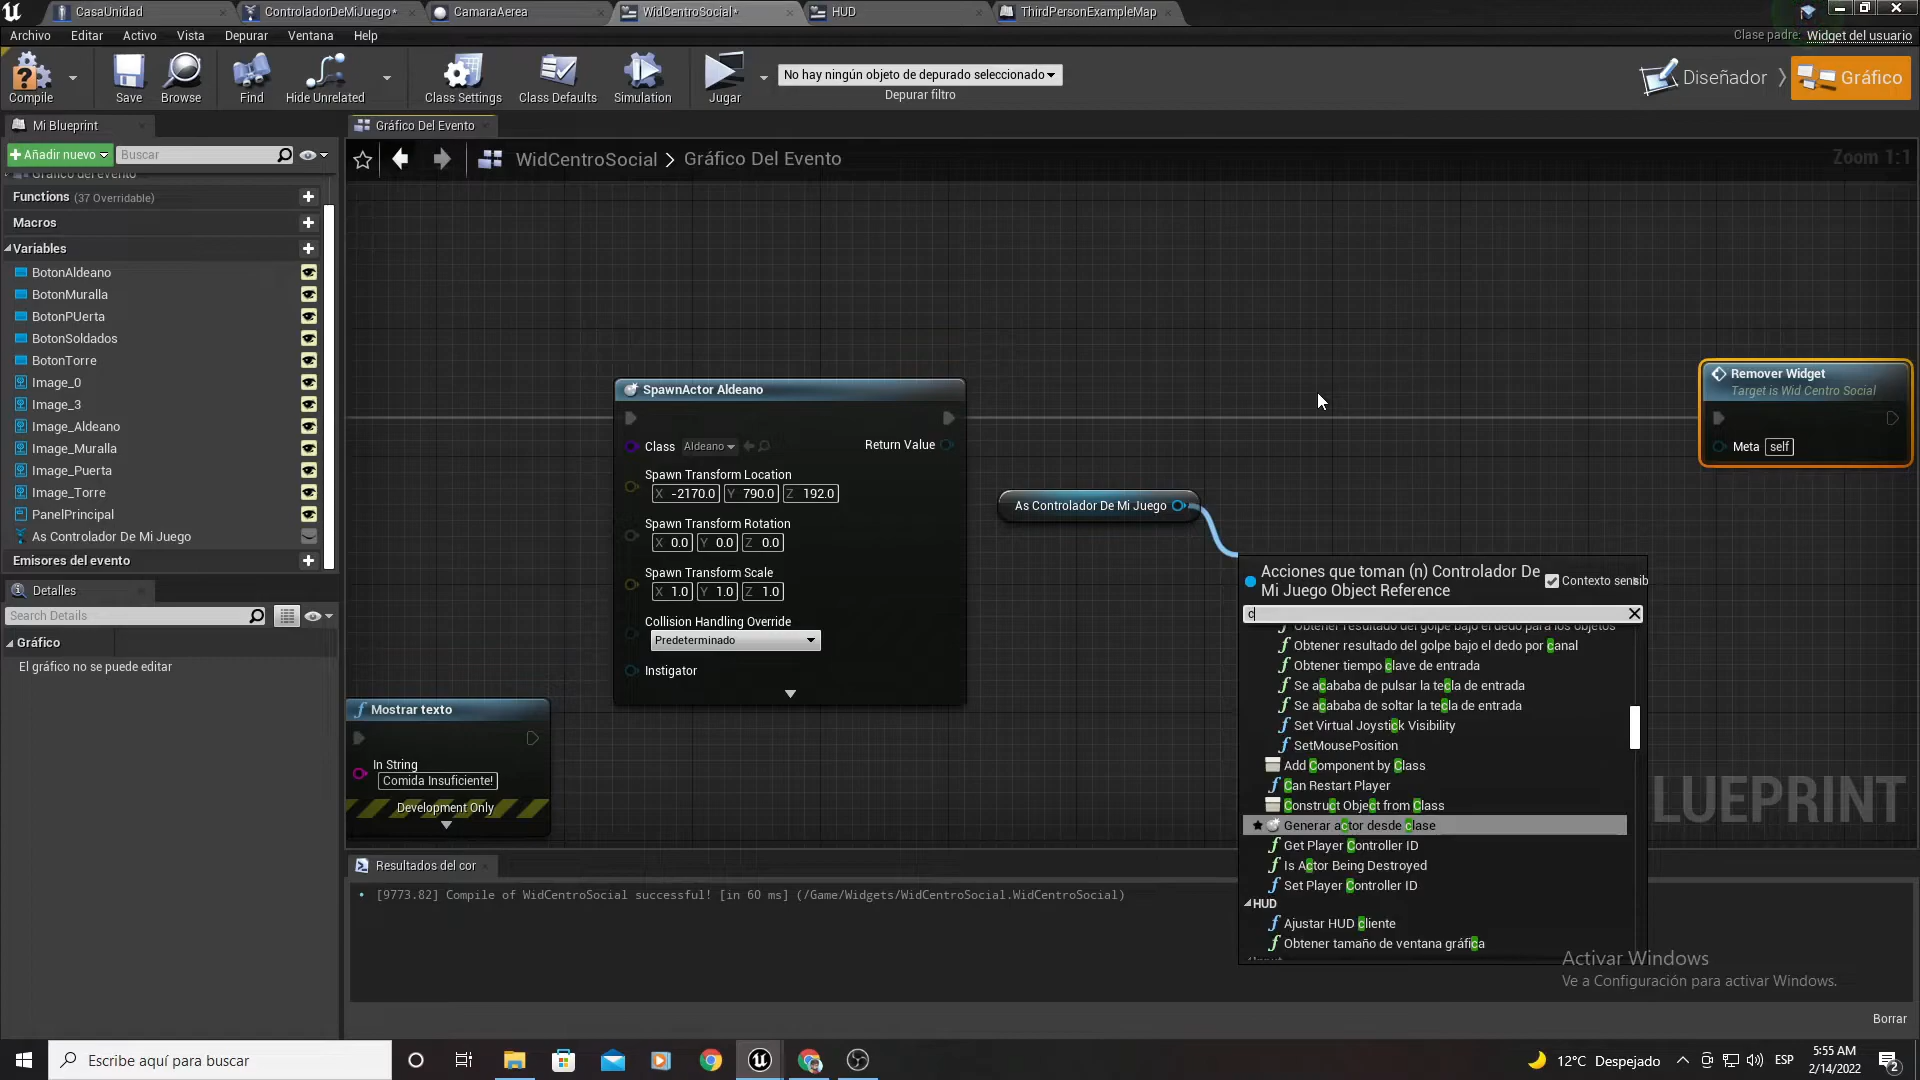 CasaUnidad
ControladorDeMiJuego*
CamaraAerea
WidCentroSocial*
HUD
ThirdPersonExampleMap
Archivo
Editar
Activo
Vista
Depurar
Ventana
Help
Clase padre: Widget del usuario
Compile
Save
Browse
Find
Hide Unrelated
Class Settings
Class Defaults
Simulation
Jugar
No hay ningún objeto de depurado seleccionado
Depurar filtro
Diseñador
Gráfico
Mi Blueprint
Gráfico Del Evento
Añadir nuevo
Buscar
WidCentroSocial > Gráfico Del Evento
Zoom 1:1
Gráfico del evento
Functions (37 Overridable)
Macros
Variables
BotonAldeano
BotonMuralla
BotonPUerta
BotonSoldados
BotonTorre
Image_0
Image_3
Image_Aldeano
Image_Muralla
Image_Puerta
Image_Torre
PanelPrincipal
As Controlador De Mi Juego
Emisores del evento
Detalles
Search Details
Gráfico
El gráfico no se puede editar
SpawnActor Aldeano
Class Aldeano
Return Value
Spawn Transform Location
X -2170.0 Y 790.0 Z 192.0
Spawn Transform Rotation
X 0.0 Y 0.0 Z 0.0
Spawn Transform Scale
X 1.0 Y 1.0 Z 1.0
Collision Handling Override
Predeterminado
Instigator
As Controlador De Mi Juego
Remover Widget
Target is Wid Centro Social
Meta self
Mostrar texto
In String
Comida Insuficiente!
Development Only
Acciones que toman (n) Controlador De
Mi Juego Object Reference
Contexto sensib
c
Obtener resultado del golpe bajo el dedo para los objetos
Obtener resultado del golpe bajo el dedo por canal
Obtener tiempo clave de entrada
Se acababa de pulsar la tecla de entrada
Se acababa de soltar la tecla de entrada
Set Virtual Joystick Visibility
SetMousePosition
Add Component by Class
Can Restart Player
Construct Object from Class
Generar actor desde clase
Get Player Controller ID
Is Actor Being Destroyed
Set Player Controller ID
HUD
Ajustar HUD cliente
Obtener tamaño de ventana gráfica
LUEPRINT
Resultados del cor
[9773.82] Compile of WidCentroSocial successful! [in 60 ms] (/Game/Widgets/WidCentroSocial.WidCentroSocial)
Activar Windows
Ve a Configuración para activar Windows.
Borrar
Escribe aquí para buscar
12°C Despejado
ESP
5:55 AM
2/14/2022
2